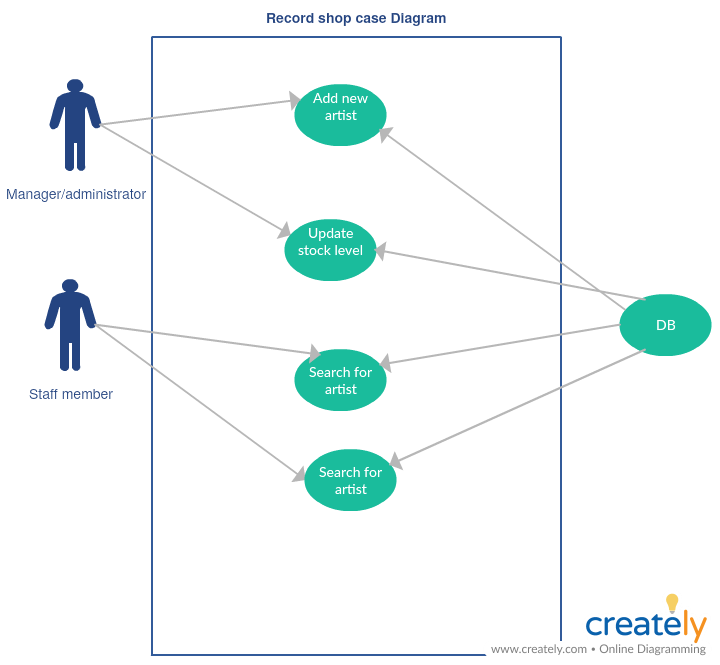 Record shop case Diagram
Add new
artist
Manager/administrator
Update
stock level
DB
Search for
artist
Staff member
Search for
artist
creately
www.creately.com • Online Diagramming